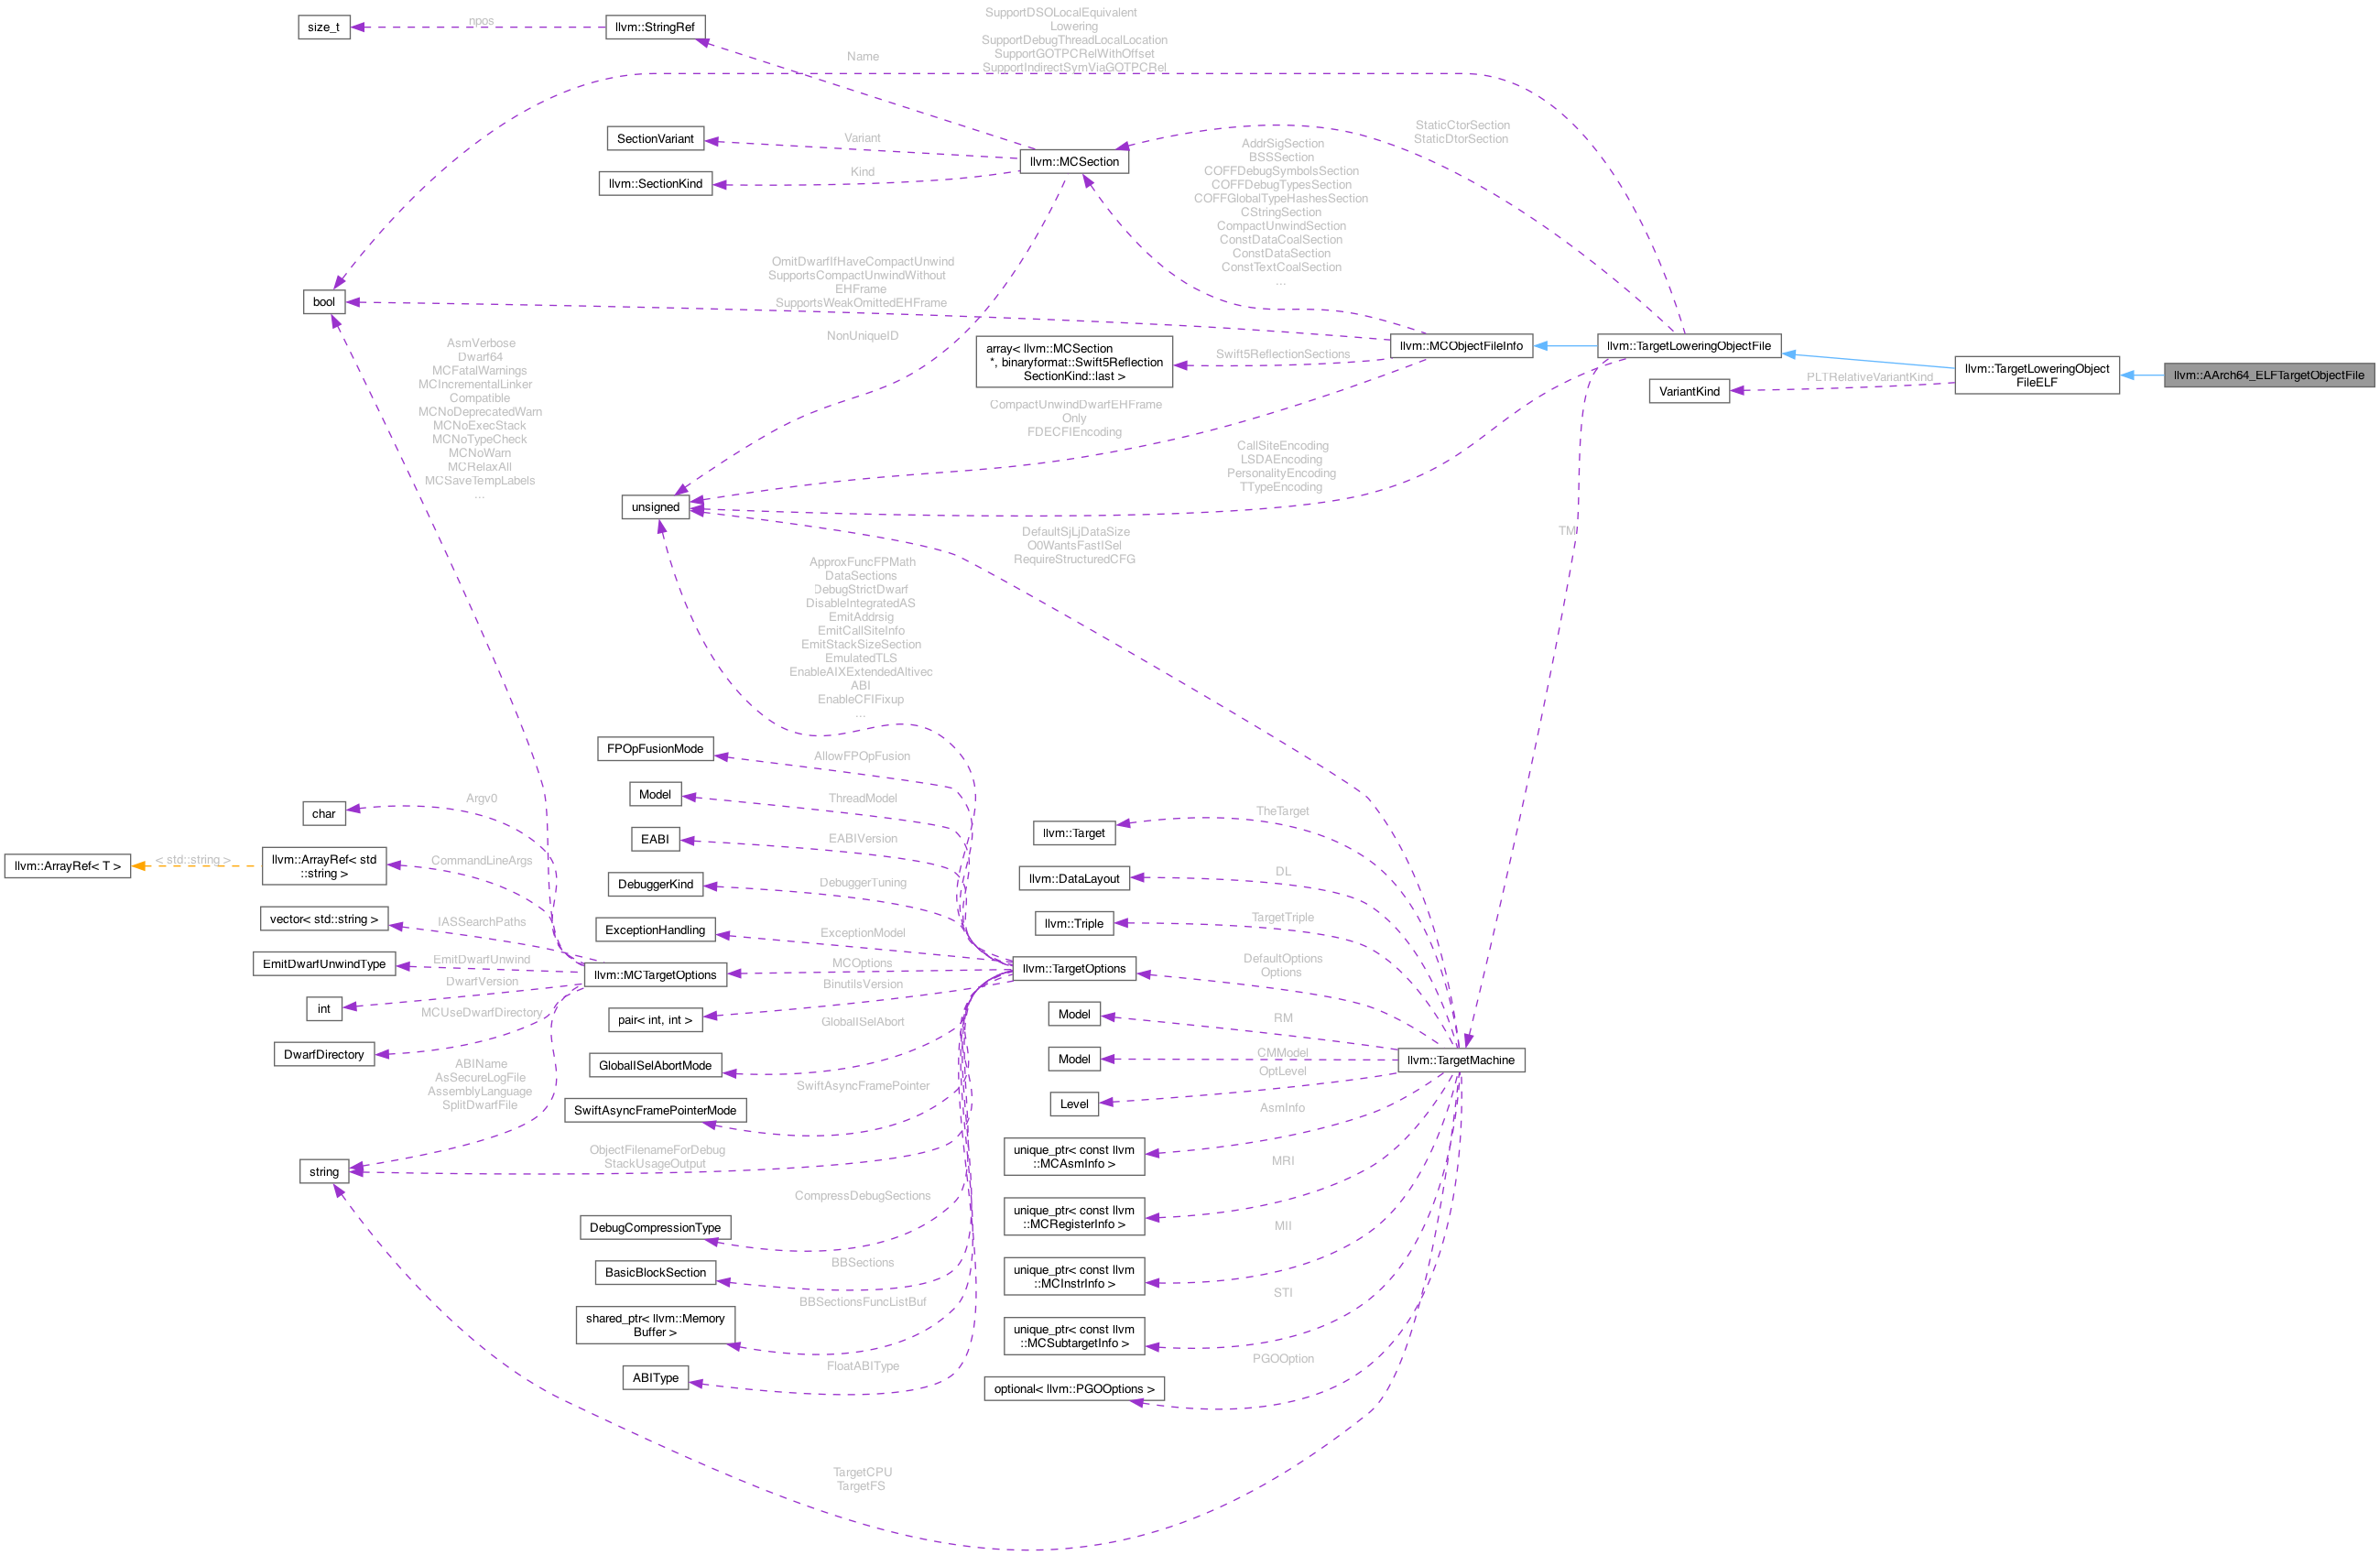 size_t
npos
llvm::StringRef
SupportDSOLocalEquivalent
Lowering
SupportDebugThreadLocalLocation
SupportGOTPCRelWithOffset
SupportIndirectSymViaGOTPCRel
Name
SectionVariant
Variant
llvm::SectionKind
Kind
llvm::MCSection
StaticCtorSection
StaticDtorSection
AddrSigSection
BSSSection
COFFDebugSymbolsSection
COFFDebugTypesSection
COFFGlobalTypeHashesSection
CStringSection
CompactUnwindSection
ConstDataCoalSection
ConstDataSection
ConstTextCoalSection
...
bool
OmitDwarfIfHaveCompactUnwind
SupportsCompactUnwindWithout
EHFrame
SupportsWeakOmittedEHFrame
NonUniqueID
array< llvm::MCSection
*, binaryformat::Swift5Reflection
SectionKind::last >
Swift5ReflectionSections
llvm::MCObjectFileInfo
llvm::TargetLoweringObjectFile
VariantKind
PLTRelativeVariantKind
llvm::TargetLoweringObject
FileELF
llvm::AArch64_ELFTargetObjectFile
AsmVerbose
Dwarf64
MCFatalWarnings
MCIncrementalLinker
Compatible
MCNoDeprecatedWarn
MCNoExecStack
MCNoTypeCheck
MCNoWarn
MCRelaxAll
MCSaveTempLabels
...
CompactUnwindDwarfEHFrame
Only
FDECFIEncoding
CallSiteEncoding
LSDAEncoding
PersonalityEncoding
TTypeEncoding
unsigned
DefaultSjLjDataSize
O0WantsFastISel
RequireStructuredCFG
TM
ApproxFuncFPMath
DataSections
DebugStrictDwarf
DisableIntegratedAS
EmitAddrsig
EmitCallSiteInfo
EmitStackSizeSection
EmulatedTLS
EnableAIXExtendedAltivec
ABI
EnableCFIFixup
...
FPOpFusionMode
AllowFPOpFusion
Model
ThreadModel
EABI
EABIVersion
DebuggerKind
DebuggerTuning
ExceptionHandling
ExceptionModel
char
Argv0
llvm::ArrayRef< T >
< std::string >
llvm::ArrayRef< std
::string >
CommandLineArgs
vector< std::string >
IASSearchPaths
EmitDwarfUnwindType
EmitDwarfUnwind
int
DwarfVersion
DwarfDirectory
MCUseDwarfDirectory
llvm::MCTargetOptions
MCOptions
llvm::TargetOptions
pair< int, int >
BinutilsVersion
GlobalISelAbortMode
GlobalISelAbort
SwiftAsyncFramePointerMode
SwiftAsyncFramePointer
ABIName
AsSecureLogFile
AssemblyLanguage
SplitDwarfFile
string
ObjectFilenameForDebug
StackUsageOutput
DebugCompressionType
CompressDebugSections
BasicBlockSection
BBSections
shared_ptr< llvm::Memory
Buffer >
BBSectionsFuncListBuf
ABIType
FloatABIType
llvm::Target
TheTarget
llvm::DataLayout
DL
llvm::Triple
TargetTriple
DefaultOptions
Options
Model
RM
Model
CMModel
Level
OptLevel
llvm::TargetMachine
unique_ptr< const llvm
::MCAsmInfo >
AsmInfo
unique_ptr< const llvm
::MCRegisterInfo >
MRI
unique_ptr< const llvm
::MCInstrInfo >
MII
unique_ptr< const llvm
::MCSubtargetInfo >
STI
optional< llvm::PGOOptions >
PGOOption
TargetCPU
TargetFS